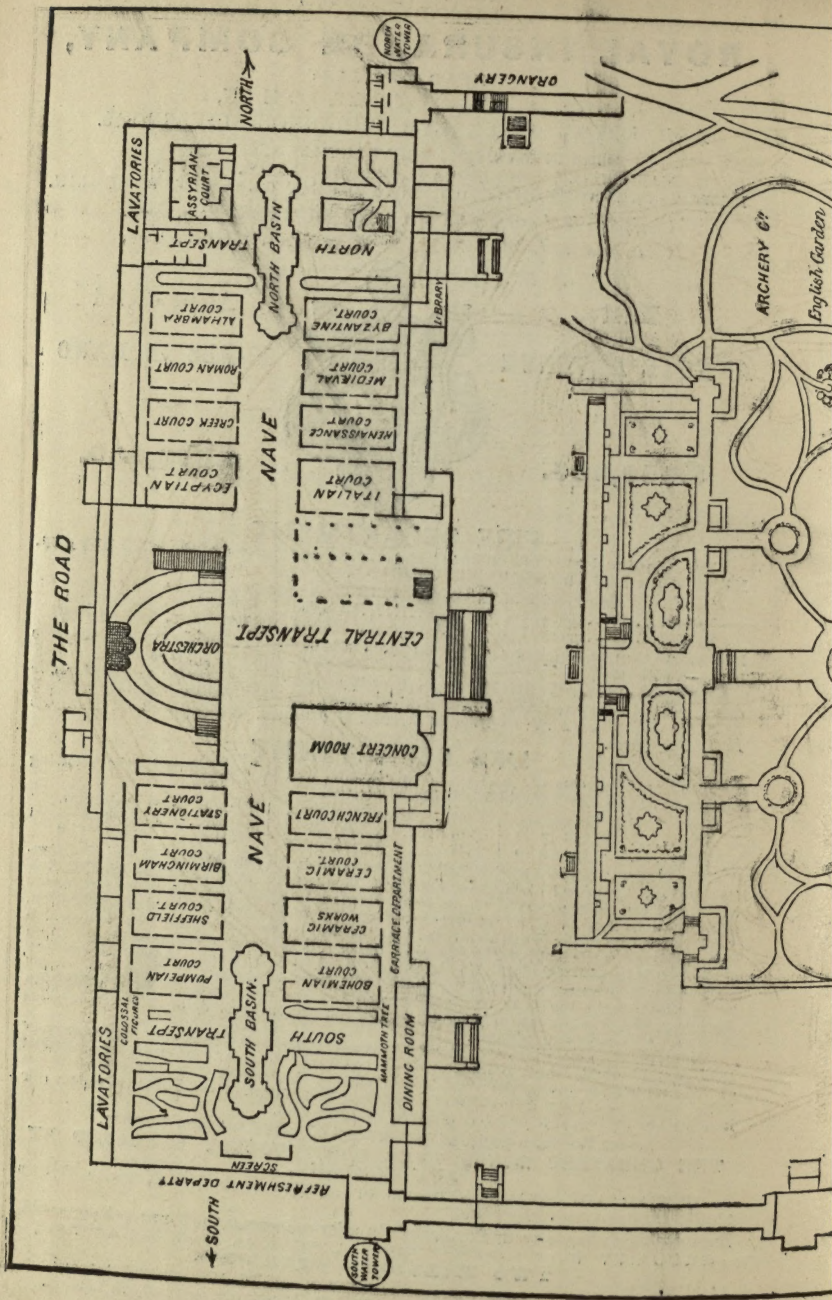 NORTH
WATER
TOWER
NORTH
ORANGERY
LAVATORIES
ASSYRIAN
COURT
NORTH BASIN
NORTH
TRANSEPT
ALHAMBRA
COURT
BYZANTINE
COURT.
LIBRARY
ARCHERY Gd.
English Garden
ROMAN COURT
MEDIÆVAL
COURT
GREEK COURT
RENAISSANCE
COURT
NAVE
EGYPTIAN
COURT
ITALIAN
COURT
THE ROAD
ORCHESTRA
CENTRAL TRANSEPT
CONCERT ROOM
NAVE
STATIONERY
COURT
FRENCH COURT
BIRMINGHAM
COURT
CERAMIC
COURT.
SHEFFIELD
COURT.
CERAMIC
WORKS
CARRIAGE DEPARTMENT
POMPEIAN
COURT
BOHEMIAN
COURT
COLOSSAL
FIGURES
SOUTH
TRANSEPT
SOUTH BASIN.
MAMMOTH TREE
DINING ROOM
LAVATORIES
SCREEN
REFRESHMENT DEPARTT
SOUTH
SOUTH
WATER
TOWER